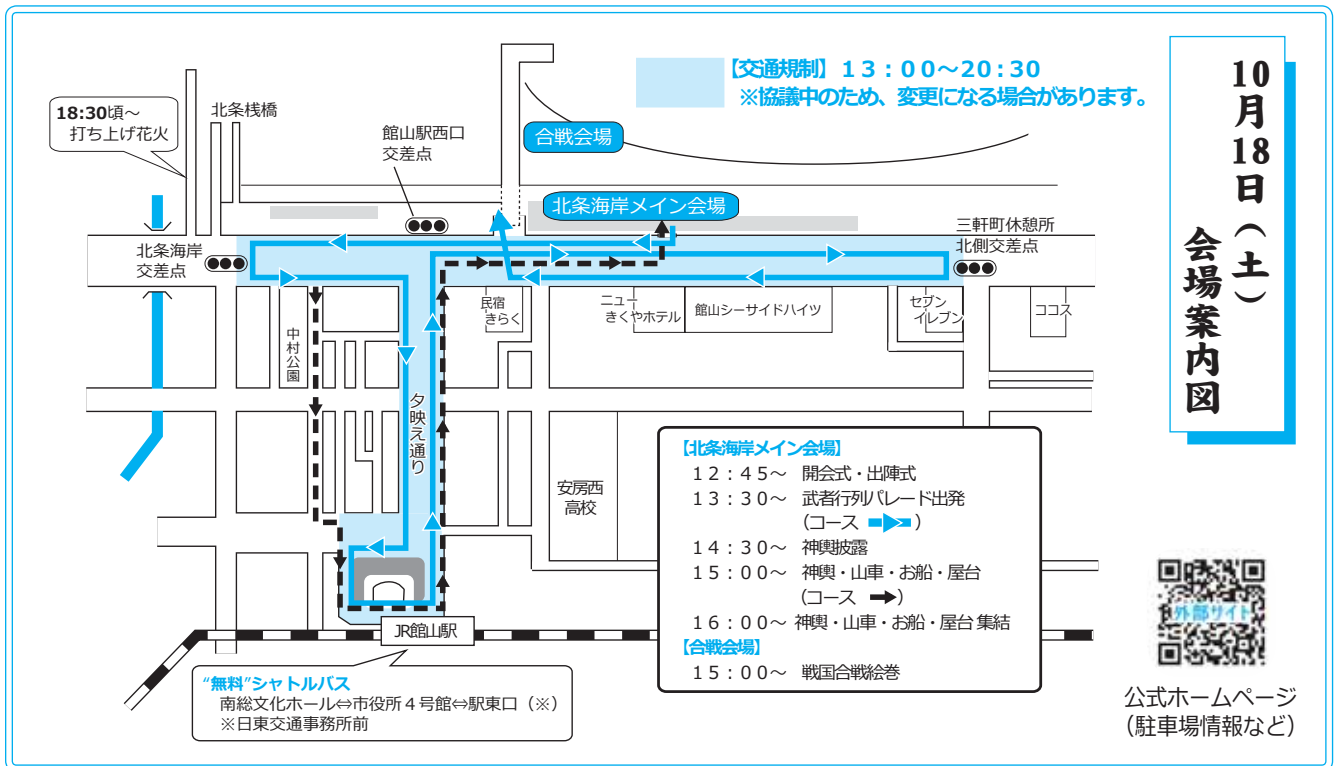 10月18日(土)
会場案内図
【交通規制】13:00~20:30
※協議中のため、変更になる場合があります。
18:30頃~
打ち上げ花火
北条桟橋
館山駅西口
交差点
合戦会場
北条海岸メイン会場
三軒町休憩所
北側交差点
北条海岸
交差点
中村公園
民宿
きらく
ニュー
きくやホテル
館山シーサイドハイツ
セブン
イレブン
ココス
夕映え通り
安房西
高校
【北条海岸メイン会場】
12:45~ 開会式・出陣式
13:30~ 武者行列パレード出発
(コース )
14:30~ 神輿披露
15:00~ 神輿・山車・お船・屋台
(コース ➡)
16:00~ 神輿・山車・お船・屋台 集結
【合戦会場】
15:00~ 戦国合戦絵巻
JR館山駅
“無料”シャトルバス
南総文化ホール⇔市役所4号館⇔駅東口(※)
※日東交通事務所前
外部サイト
公式ホームページ
(駐車場情報など)